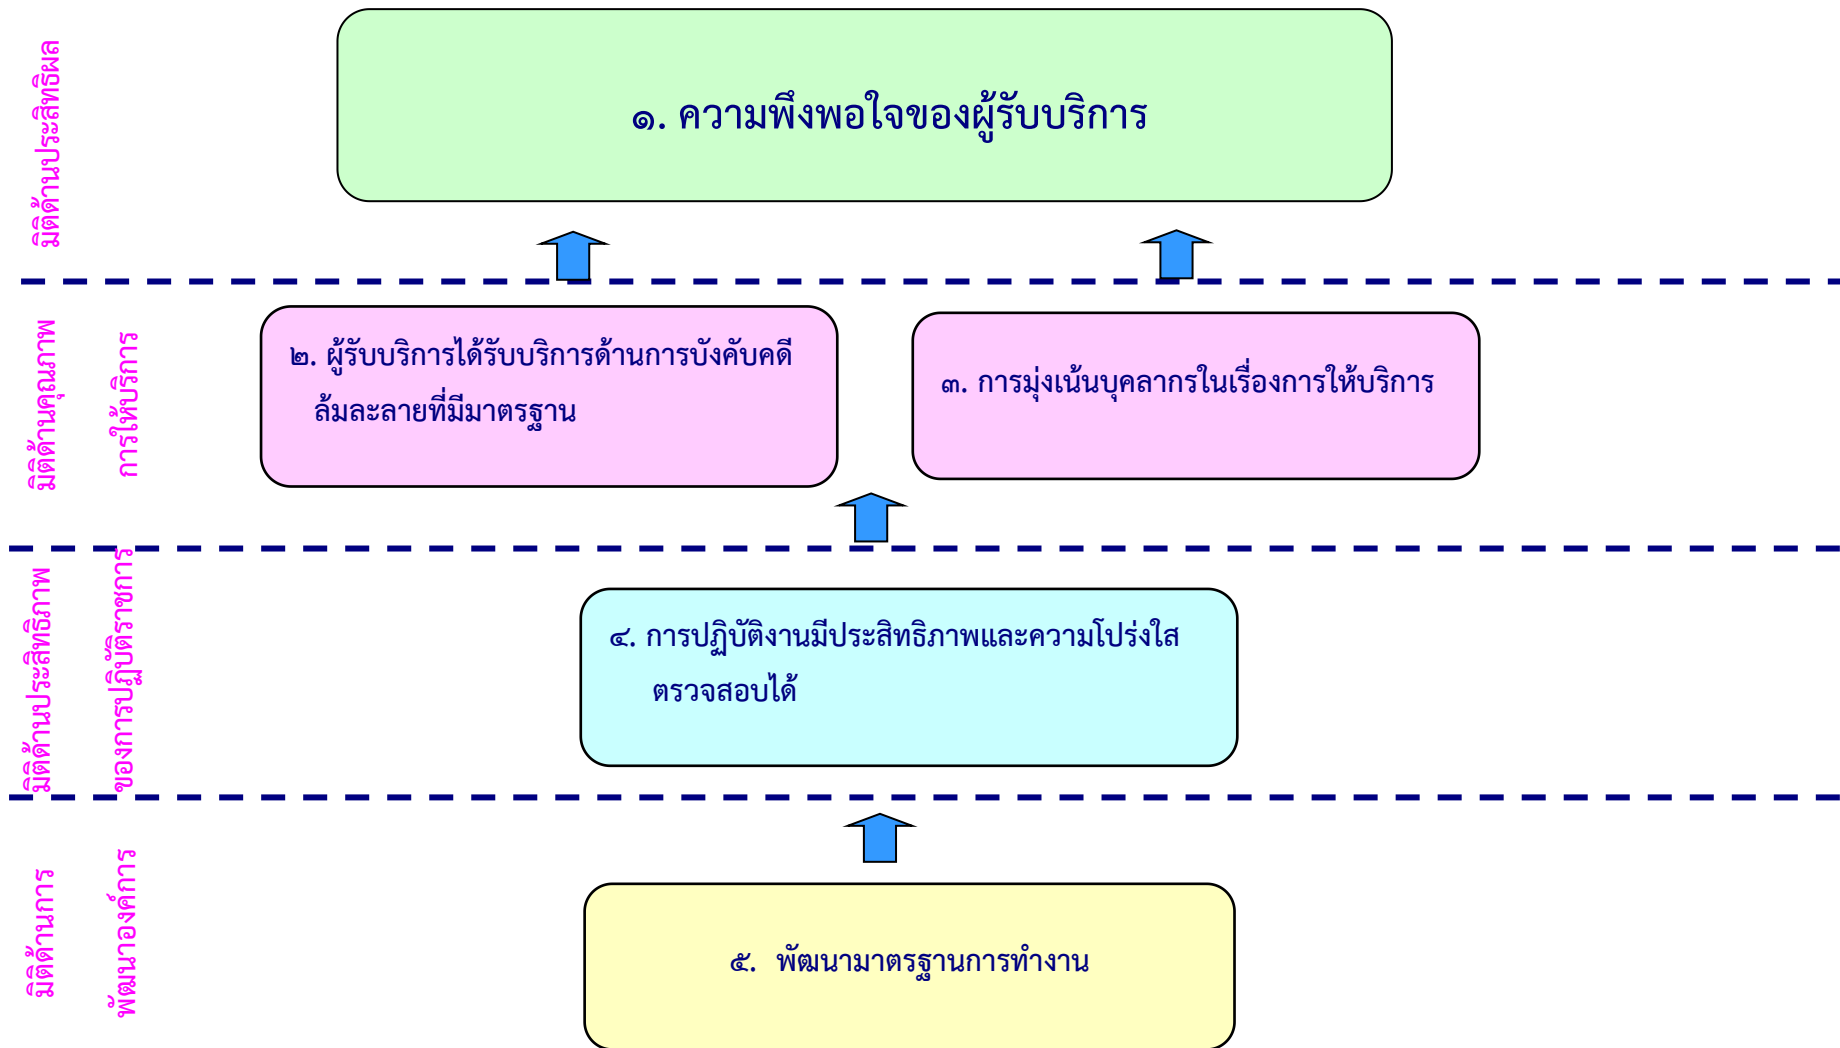 มิติด้านประสิทธิผล
๑. ความพึงพอใจของผู้รับบริการ
มิติด้านคุณภาพ
การให้บริการ
๒. ผู้รับบริการได้รับบริการด้านการบังคับคดี
ล้มละลายที่มีมาตรฐาน
๓. การมุ่งเน้นบุคลากรในเรื่องการให้บริการ
มิติด้านประสิทธิภาพ
ของการปฏิบัติราชการ
๔. การปฏิบัติงานมีประสิทธิภาพและความโปร่งใส
ตรวจสอบได้
มิติด้านการ
พัฒนาองค์การ
๕. พัฒนามาตรฐานการทำงาน